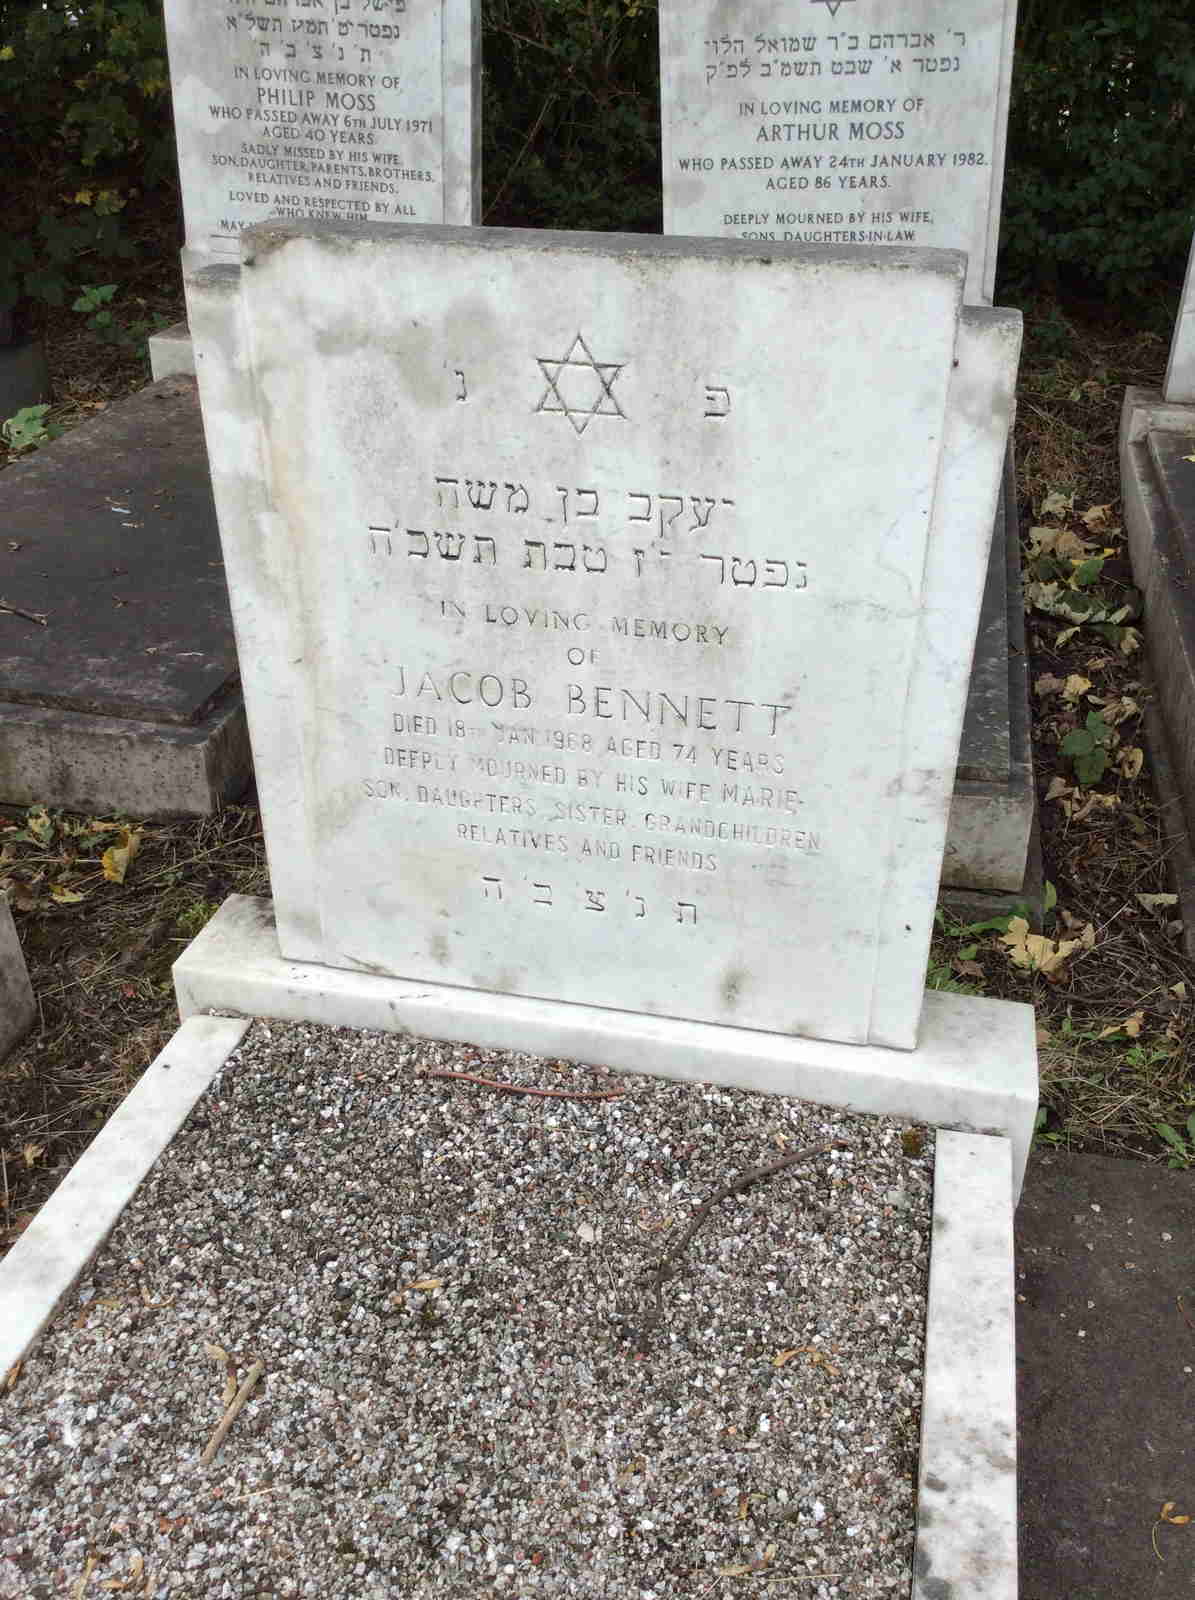 נפטר י״ט תמוז תשל״א
ת׳ נ׳ צ׳ ב׳ ה׳
IN LOVING MEMORY OF
PHILIP MOSS
WHO PASSED AWAY 6TH JULY 1971
AGED 40 YEARS.
SADLY MISSED BY HIS WIFE,
SON, DAUGHTER, PARENTS, BROTHERS,
RELATIVES AND FRIENDS.
LOVED AND RESPECTED BY ALL
WHO KNEW HIM
MAY
ר׳ אברהם ב״ר שמואל הלוי
נפטר א׳ שבט תשמ״ב לפ״ק
IN LOVING MEMORY OF
ARTHUR MOSS
WHO PASSED AWAY 24TH JANUARY 1982.
AGED 86 YEARS.
DEEPLY MOURNED BY HIS WIFE,
SONS, DAUGHTERS-IN-LAW,
פ נ׳
יעקב בן משה
נפטר י״ז טבת תשכ״ח
IN LOVING MEMORY
OF
JACOB BENNETT
DIED 18TH JAN 1968 AGED 74 YEARS
DEEPLY MOURNED BY HIS WIFE MARIE.
SON, DAUGHTERS, SISTER, GRANDCHILDREN
RELATIVES AND FRIENDS
ת נ׳ צ׳ ב׳ ה׳